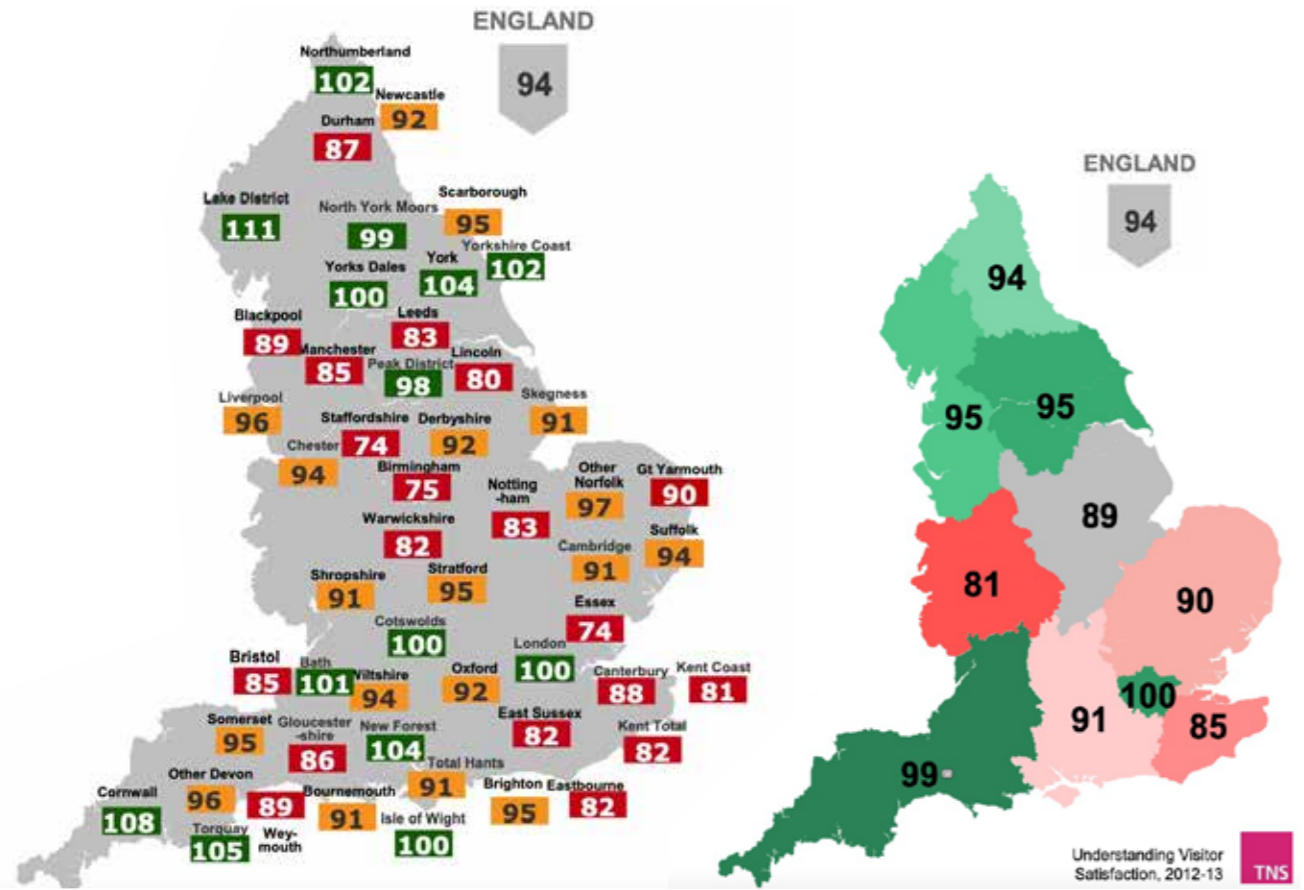 ENGLAND
94
Northumberland
102
Newcastle
92
Durham
87
Lake District
111
North York Moors
99
Scarborough
95
Yorkshire Coast
102
York
104
Yorks Dales
100
Blackpool
89
Leeds
83
Manchester
85
Peak District
98
Lincoln
80
Liverpool
96
Staffordshire
74
Derbyshire
92
Skegness
91
Chester
94
Birmingham
75
Notting
-ham
83
Other
Norfolk
97
Gt Yarmouth
90
Warwickshire
82
Suffolk
94
Cambridge
91
Shropshire
91
Stratford
95
Essex
74
Cotswolds
100
London
100
Bristol
85
Bath
101
Wiltshire
94
Oxford
92
Canterbury
88
Kent Coast
81
Somerset
95
Gloucester
-shire
86
New Forest
104
East Sussex
82
Kent Total
82
Other Devon
96
Total Hants
91
Cornwall
108
Torquay
105
89
Wey-
mouth
Bournemouth
91
Isle of Wight
100
Brighton
95
Eastbourne
82
ENGLAND
94
94
95
95
89
81
90
100
91
85
99
Understanding Visitor
Satisfaction, 2012-13
TNS